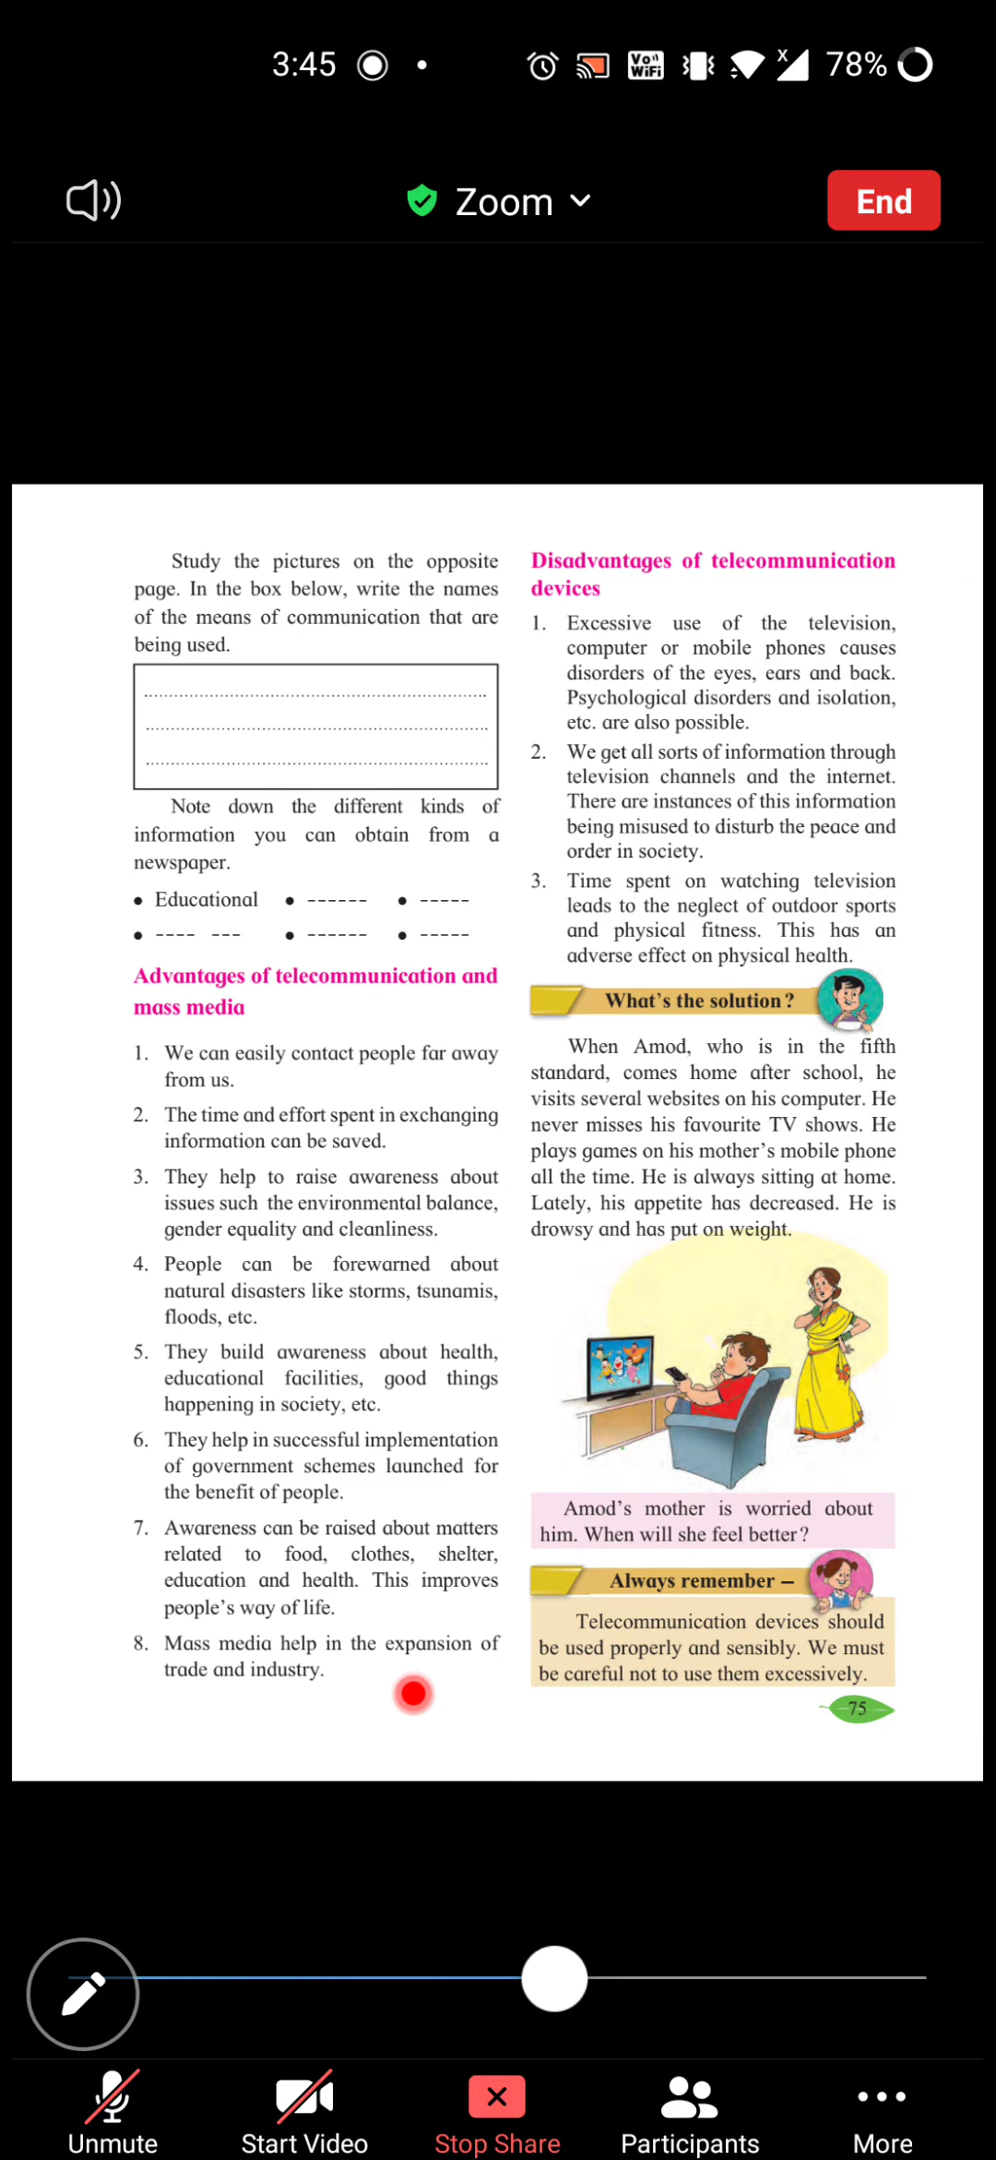 3:45
Vo))
WiFi
x
78%
Zoom
End
Study the pictures on the opposite
page. In the box below, write the names
of the means of communication that are
being used.
Note down the different kinds of
information you can obtain from a
newspaper.
• Educational • ------ • -----
• ---- --- • ------ • -----
Advantages of telecommunication and
mass media
1. We can easily contact people far away
from us.
2. The time and effort spent in exchanging
information can be saved.
3. They help to raise awareness about
issues such the environmental balance,
gender equality and cleanliness.
4. People can be forewarned about
natural disasters like storms, tsunamis,
floods, etc.
5. They build awareness about health,
educational facilities, good things
happening in society, etc.
6. They help in successful implementation
of government schemes launched for
the benefit of people.
7. Awareness can be raised about matters
related to food, clothes, shelter,
education and health. This improves
people's way of life.
8. Mass media help in the expansion of
trade and industry.
Disadvantages of telecommunication
devices
1. Excessive use of the television,
computer or mobile phones causes
disorders of the eyes, ears and back.
Psychological disorders and isolation,
etc. are also possible.
2. We get all sorts of information through
television channels and the internet.
There are instances of this information
being misused to disturb the peace and
order in society.
3. Time spent on watching television
leads to the neglect of outdoor sports
and physical fitness. This has an
adverse effect on physical health.
What's the solution ?
When Amod, who is in the fifth
standard, comes home after school, he
visits several websites on his computer. He
never misses his favourite TV shows. He
plays games on his mother's mobile phone
all the time. He is always sitting at home.
Lately, his appetite has decreased. He is
drowsy and has put on weight.
Amod's mother is worried about
him. When will she feel better ?
Always remember –
Telecommunication devices should
be used properly and sensibly. We must
be careful not to use them excessively.
75
Unmute
Start Video
Stop Share
Participants
More